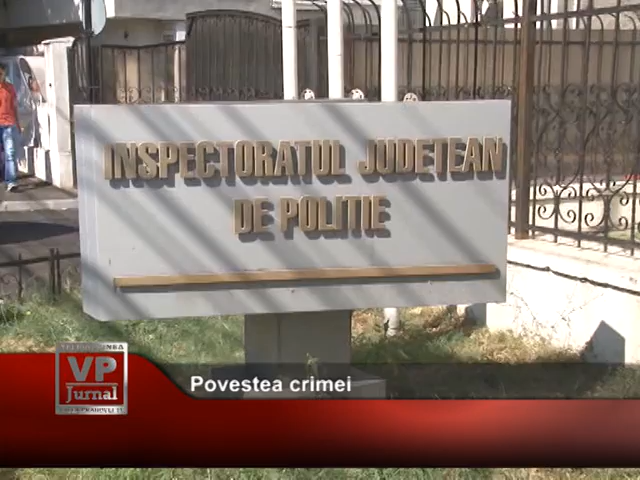 INSPECTORATUL JUDETEAN
DE POLITIE
VP
Jurnal
Povestea crimei